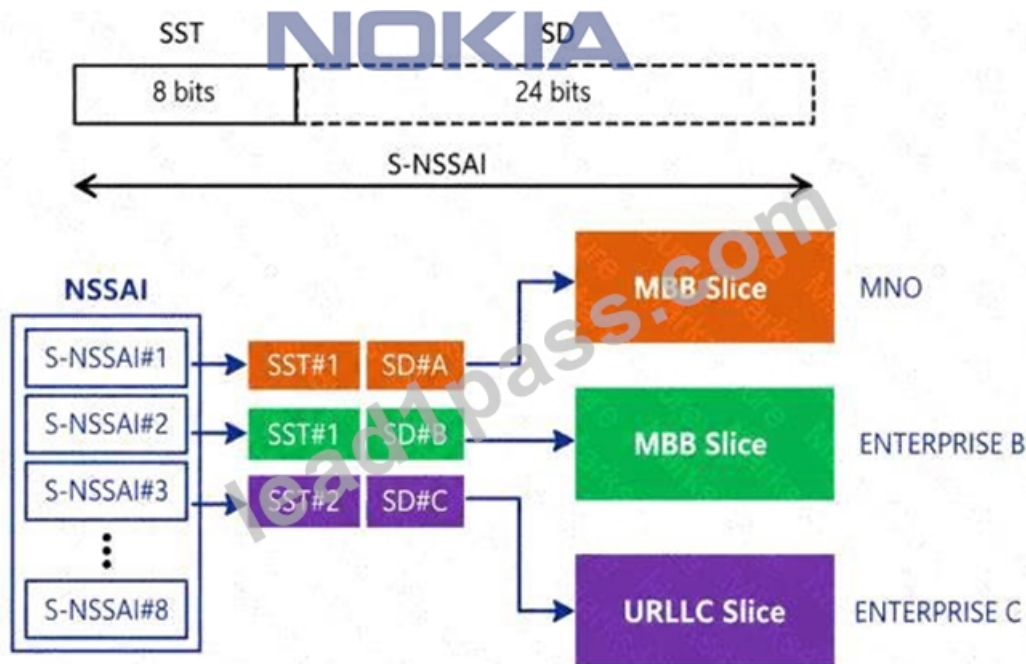 SST
SD
NOKIA
8 bits
24 bits
S-NSSAI
NSSAI
S-NSSAI#1
S-NSSAI#2
S-NSSAI#3
S-NSSAI#8
SST#1 SD#A
SST#1 SD#B
SST#2 SD#C
MBB Slice MNO
MBB Slice ENTERPRISE B
URLLC Slice ENTERPRISE C
lead1pass.com